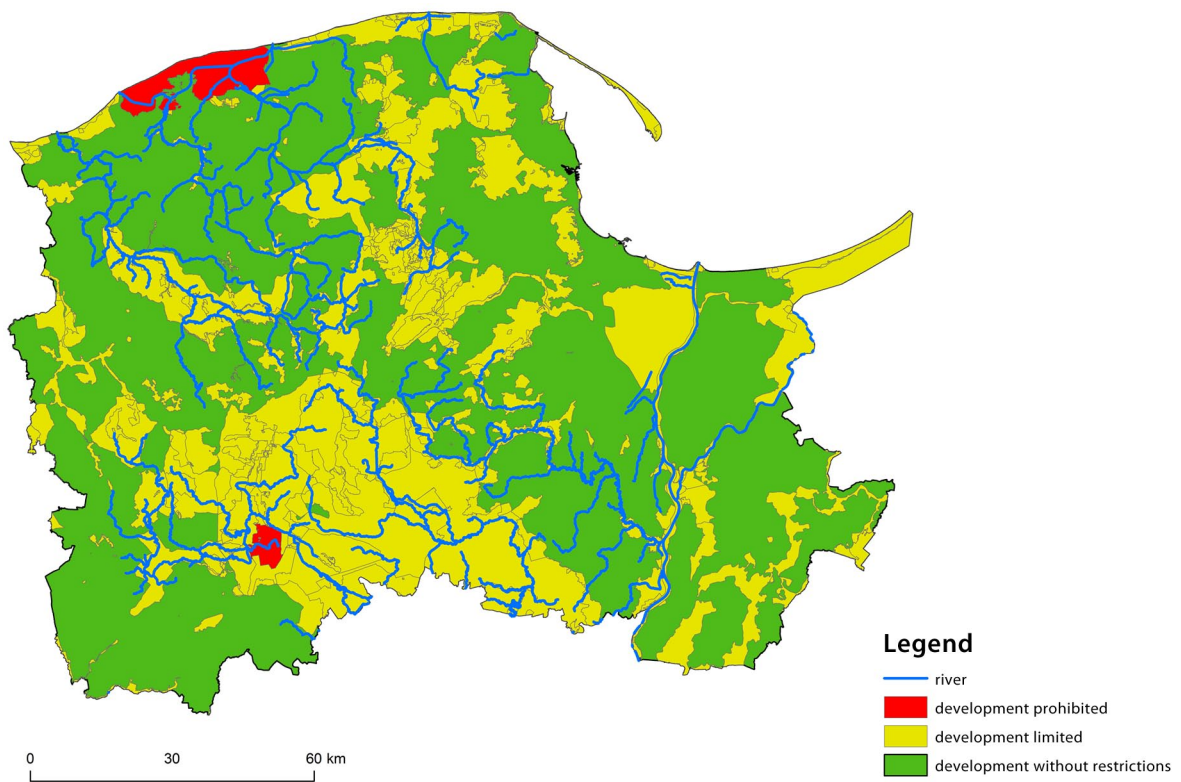 Legend
river
development prohibited
development limited
development without restrictions
0 30 60 km